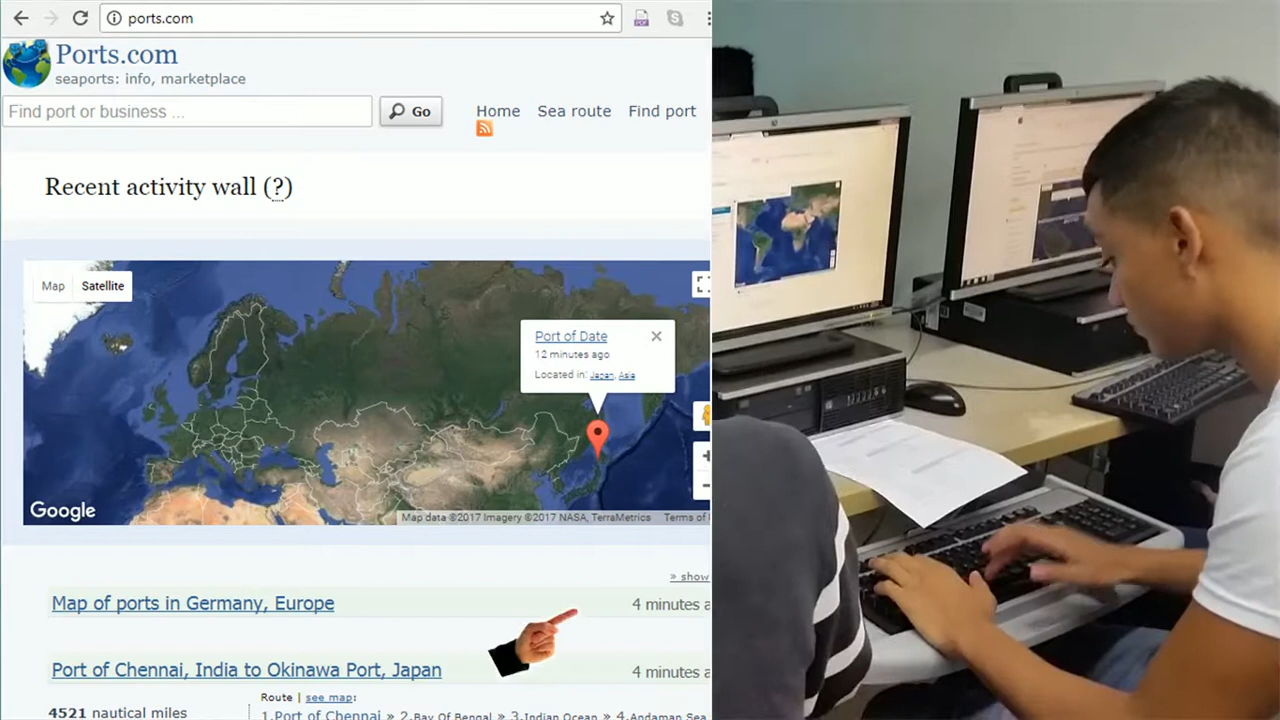 ports.com
Ports.com
seaports: info, marketplace
Find port or business ...
Go
Home Sea route Find port
Recent activity wall (?)
Map Satellite
Port of Date
12 minutes ago
Located in: Japan, Asia
Google
Map data ©2017 Imagery ©2017 NASA, TerraMetrics Terms of
» show
Map of ports in Germany, Europe 4 minutes a
Port of Chennai, India to Okinawa Port, Japan 4 minutes a
Route | see map:
4521 nautical miles
1.Port of Chennai » 2.Bay Of Bengal » 3.Indian Ocean » 4.Andaman Sea